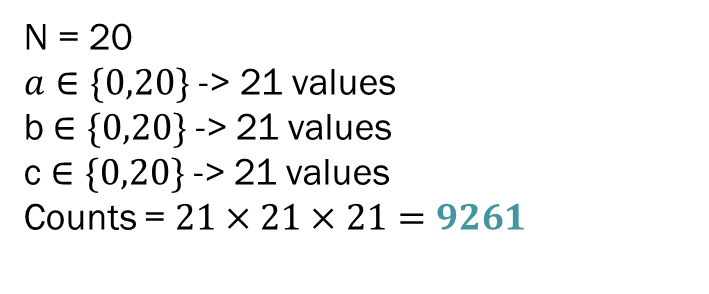 N = 20
a ∈ {0,20} -> 21 values
b ∈ {0,20} -> 21 values
c ∈ {0,20} -> 21 values
Counts = 21 × 21 × 21 = 9261